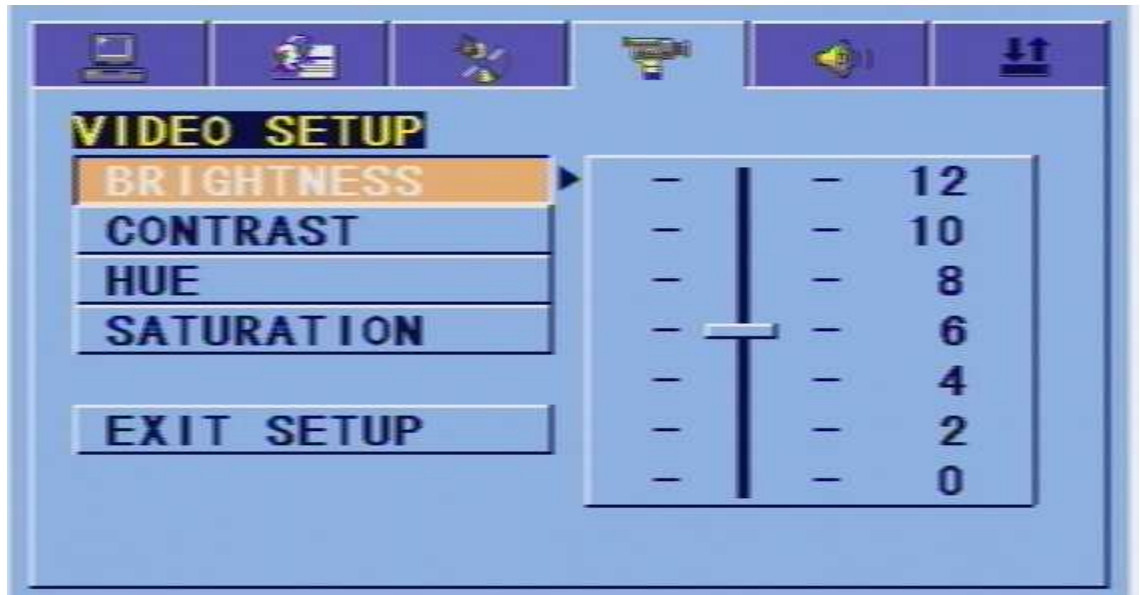 VIDEO SETUP
BRIGHTNESS
CONTRAST
HUE
SATURATION
EXIT SETUP
- - 12
- - 10
- - 8
- - 6
- - 4
- - 2
- - 0